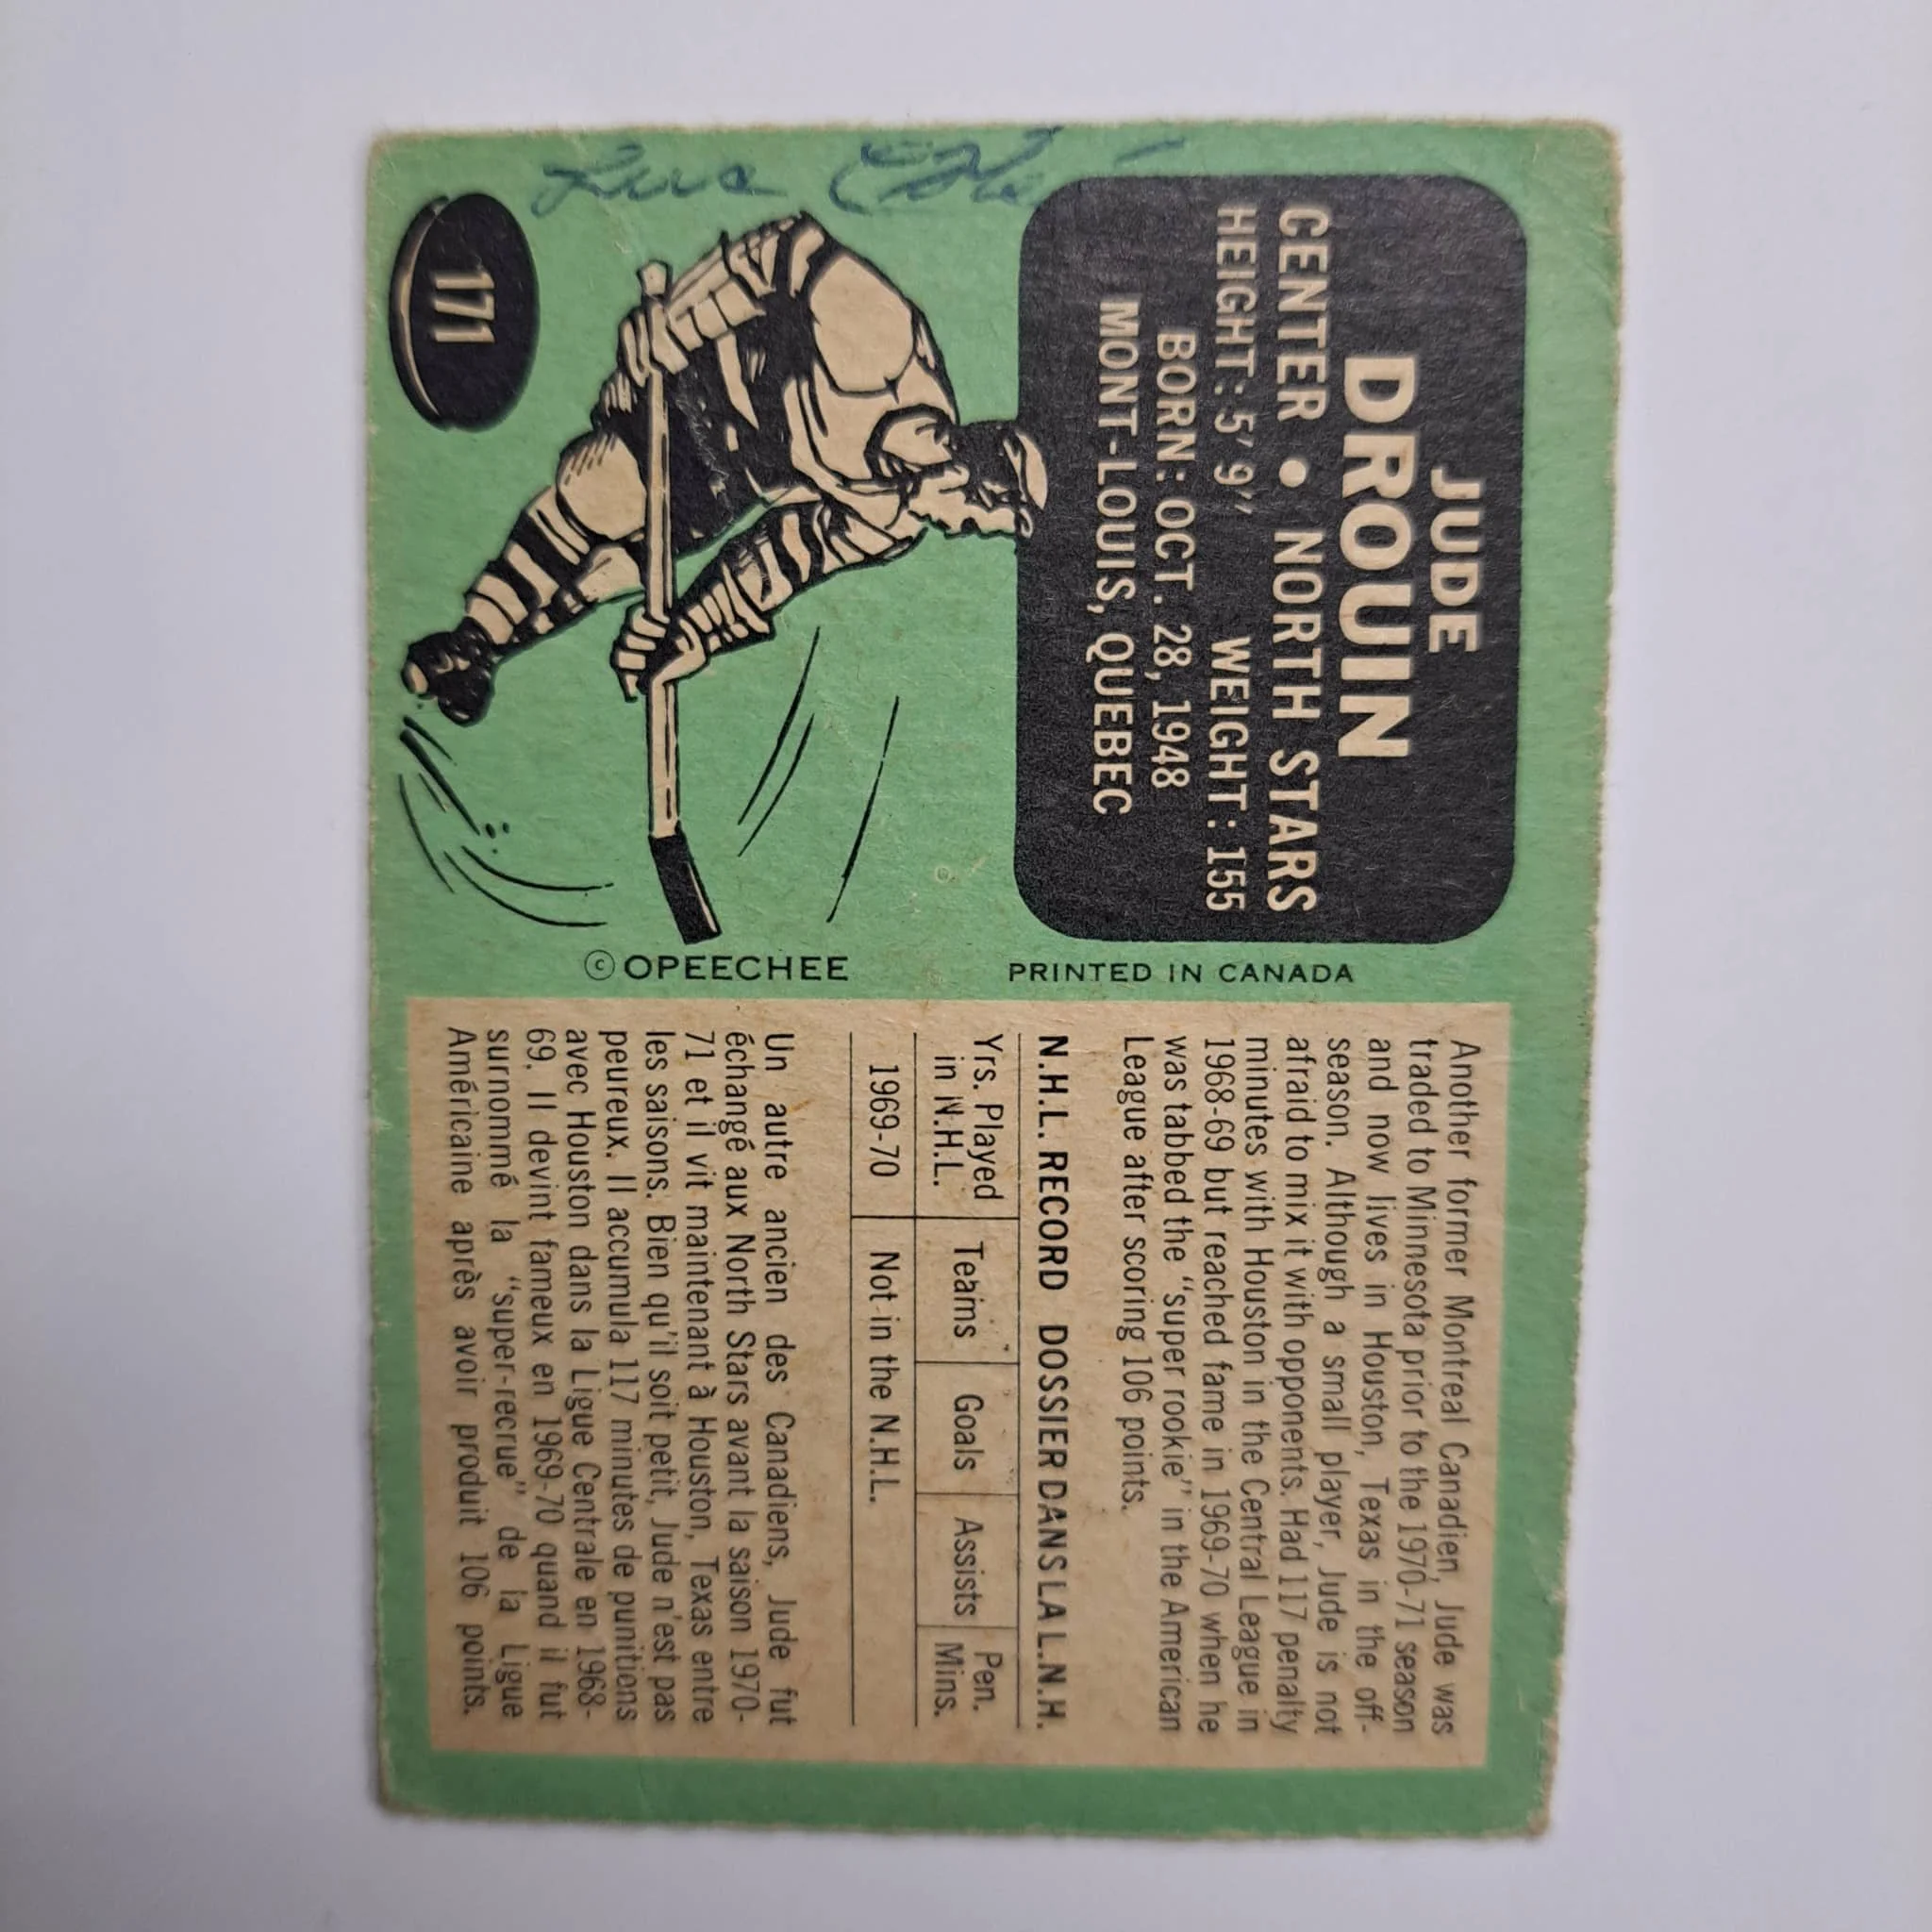 JUDE
DROUIN
CENTER • NORTH STARS
HEIGHT: 5' 9" WEIGHT: 155
BORN: OCT. 28, 1948
MONT-LOUIS, QUEBEC
171
© OPEECHEE
PRINTED IN CANADA
Another former Montreal Canadien, Jude was
traded to Minnesota prior to the 1970-71 season
and now lives in Houston, Texas in the off-
season. Although a small player, Jude is not
afraid to mix it with opponents. Had 117 penalty
minutes with Houston in the Central League in
1968-69 but reached fame in 1969-70 when he
was tabbed the "super rookie" in the American
League after scoring 106 points.
N.H.L. RECORD DOSSIER DANS LA L.N.H.
Yrs. Played in N.H.L. Teams Goals Assists Pen. Mins.
1969-70 Not in the N.H.L.
Un autre ancien des Canadiens, Jude fut
échangé aux North Stars avant la saison 1970-
71 et il vit maintenant à Houston, Texas entre
les saisons. Bien qu'il soit petit, Jude n'est pas
peureux. Il accumula 117 minutes de punitions
avec Houston dans la Ligue Centrale en 1968-
69. Il devint fameux en 1969-70 quand il fut
surnommé la "super-recrue" de la Ligue
Américaine après avoir produit 106 points.